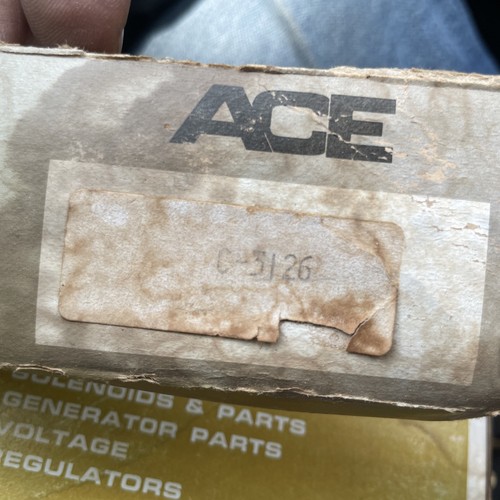 ACE
C-3126
SOLENOIDS & PARTS
GENERATOR PARTS
VOLTAGE
REGULATORS